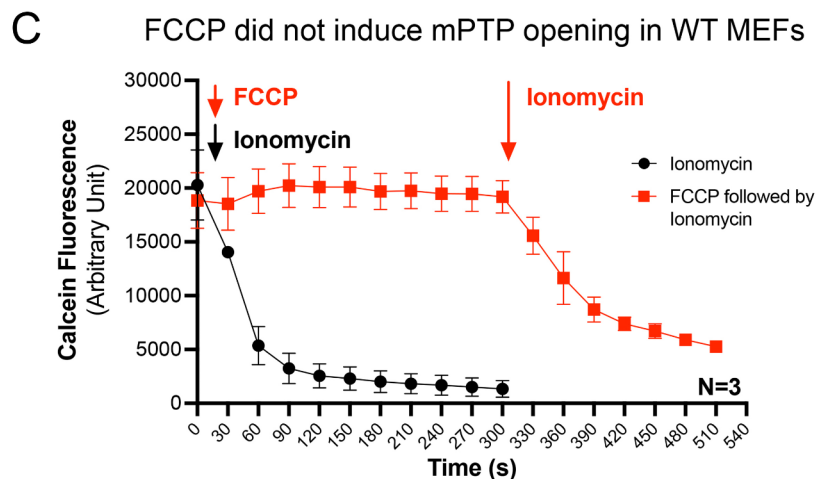 C
FCCP did not induce mPTP opening in WT MEFs
Calcein Fluorescence
(Arbitrary Unit)
30000
25000
20000
15000
10000
5000
0
FCCP
Ionomycin
Ionomycin
Ionomycin
FCCP followed by
Ionomycin
N=3
0 30 60 90 120 150 180 210 240 270 300 330 360 390 420 450 480 510 540
Time (s)